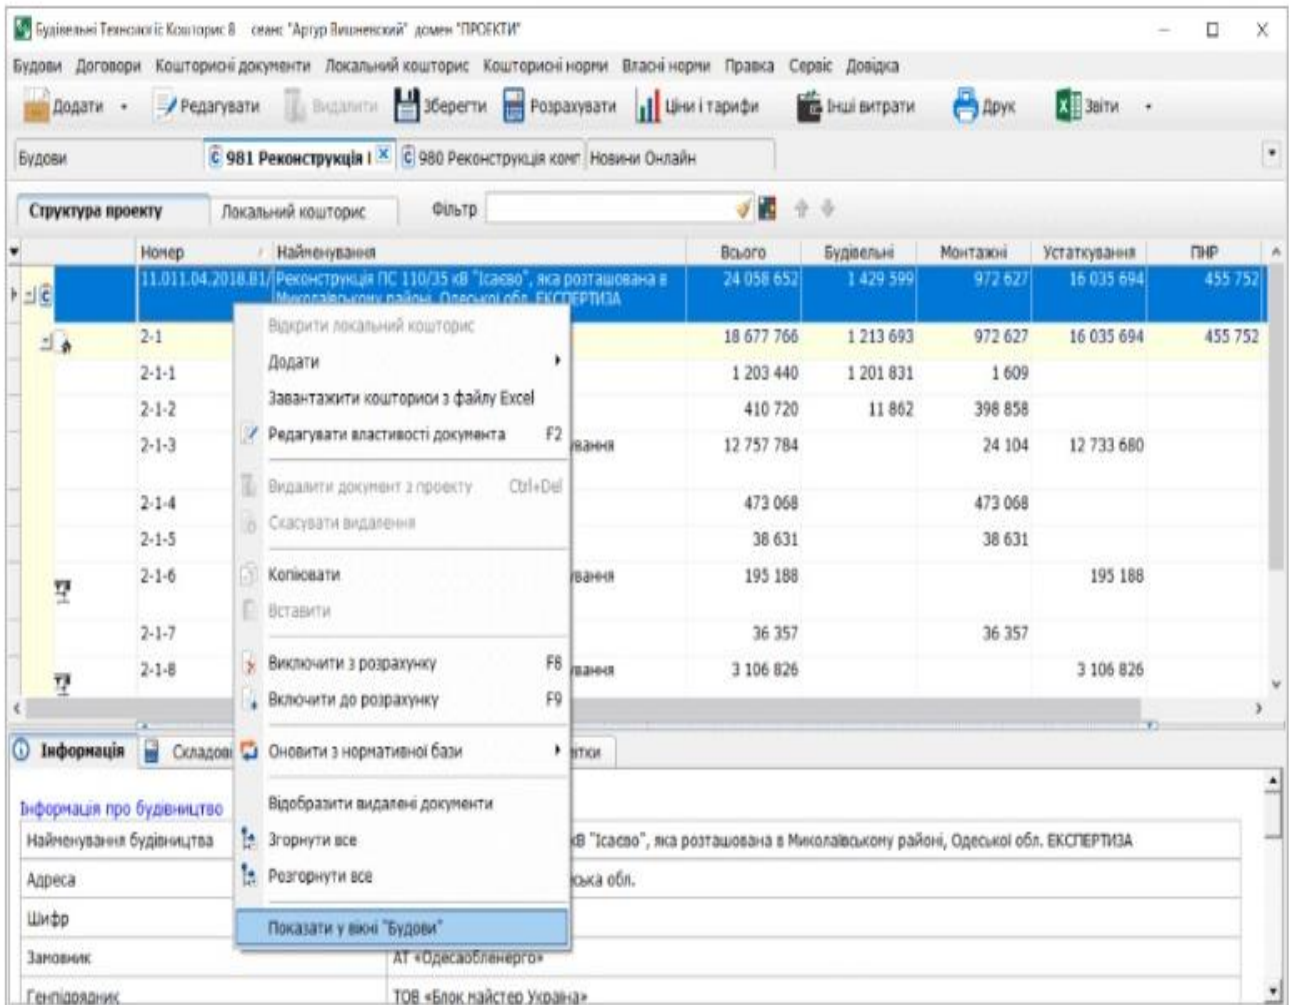 Будівельні Технології: Кошторис 8 сеанс "Артур Вишневский" домен "ПРОЕКТИ"
Будови Договори Кошторисні документи Локальний кошторис Кошторисні норми Власні норми Правка Сервіс Довідка
Додати Редагувати Видалити Зберегти Розрахувати Ціни і тарифи Інші витрати Друк Звіти
Будови 981 Реконструкція І 980 Реконструкція комп Новини Онлайн
Структура проекту Локальний кошторис Фільтр
Номер Найменування Всього Будівельні Монтажні Устаткування ПНР
11.011.04.2018.В1/ Реконструкція ПС 110/35 кВ "Ісаєво", яка розташована в 24 058 652 1 429 599 972 627 16 035 694 455 752
Миколаївському районі, Одеської обл. ЕКСПЕРТИЗА
2-1 18 677 766 1 213 693 972 627 16 035 694 455 752
2-1-1 1 203 440 1 201 831 1 609
2-1-2 410 720 11 862 398 858
2-1-3 ування 12 757 784 24 104 12 733 680
2-1-4 473 068 473 068
2-1-5 38 631 38 631
2-1-6 ування 195 188 195 188
2-1-7 36 357 36 357
2-1-8 ування 3 106 826 3 106 826
Відкрити локальний кошторис
Додати
Завантажити кошториси з файлу Excel
Редагувати властивості документа F2
Видалити документ з проекту Ctrl+Del
Скасувати видалення
Копіювати
Вставити
Виключити з розрахунку F8
Включити до розрахунку F9
Оновити з нормативної бази
Відобразити видалені документи
Згорнути все
Розгорнути все
Показати у вікні "Будови"
Інформація Складові ітки
Інформація про будівництво
Найменування будівництва кВ "Ісаєво", яка розташована в Миколаївському районі, Одеської обл. ЕКСПЕРТИЗА
Адреса ська обл.
Шифр
Замовник АТ «Одесаобленерго»
Генпідрядник ТОВ «Блок майстер Україна»